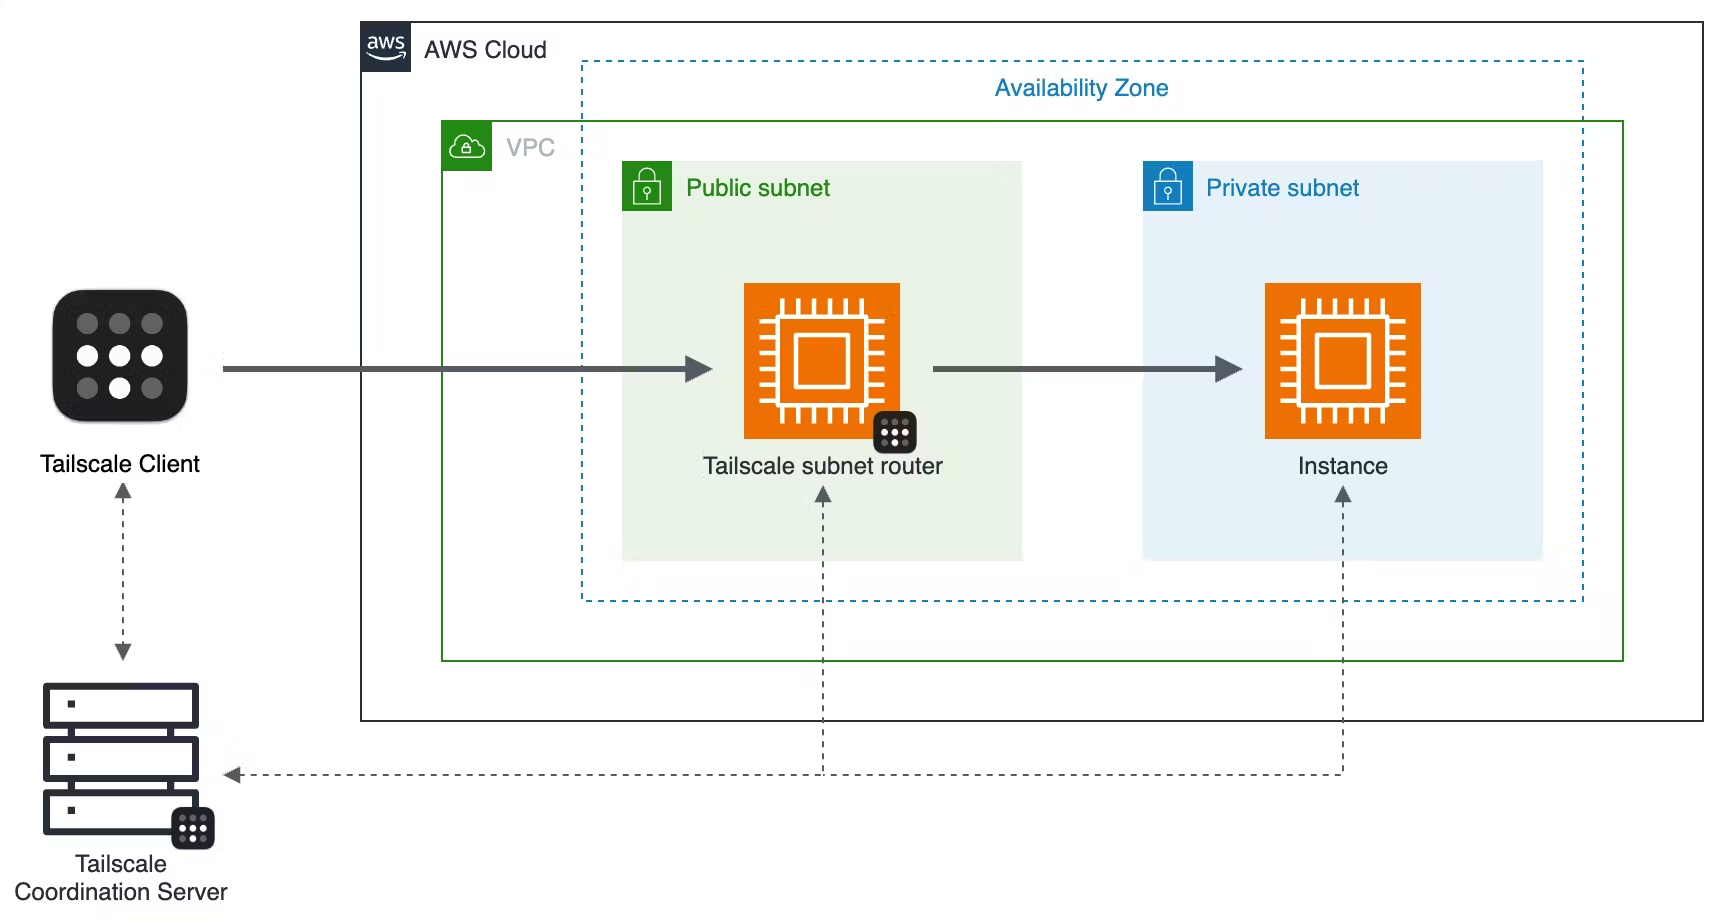 aws
AWS Cloud
Availability Zone
VPC
Public subnet
Private subnet
Tailscale Client
Tailscale subnet router
Instance
Tailscale
Coordination Server